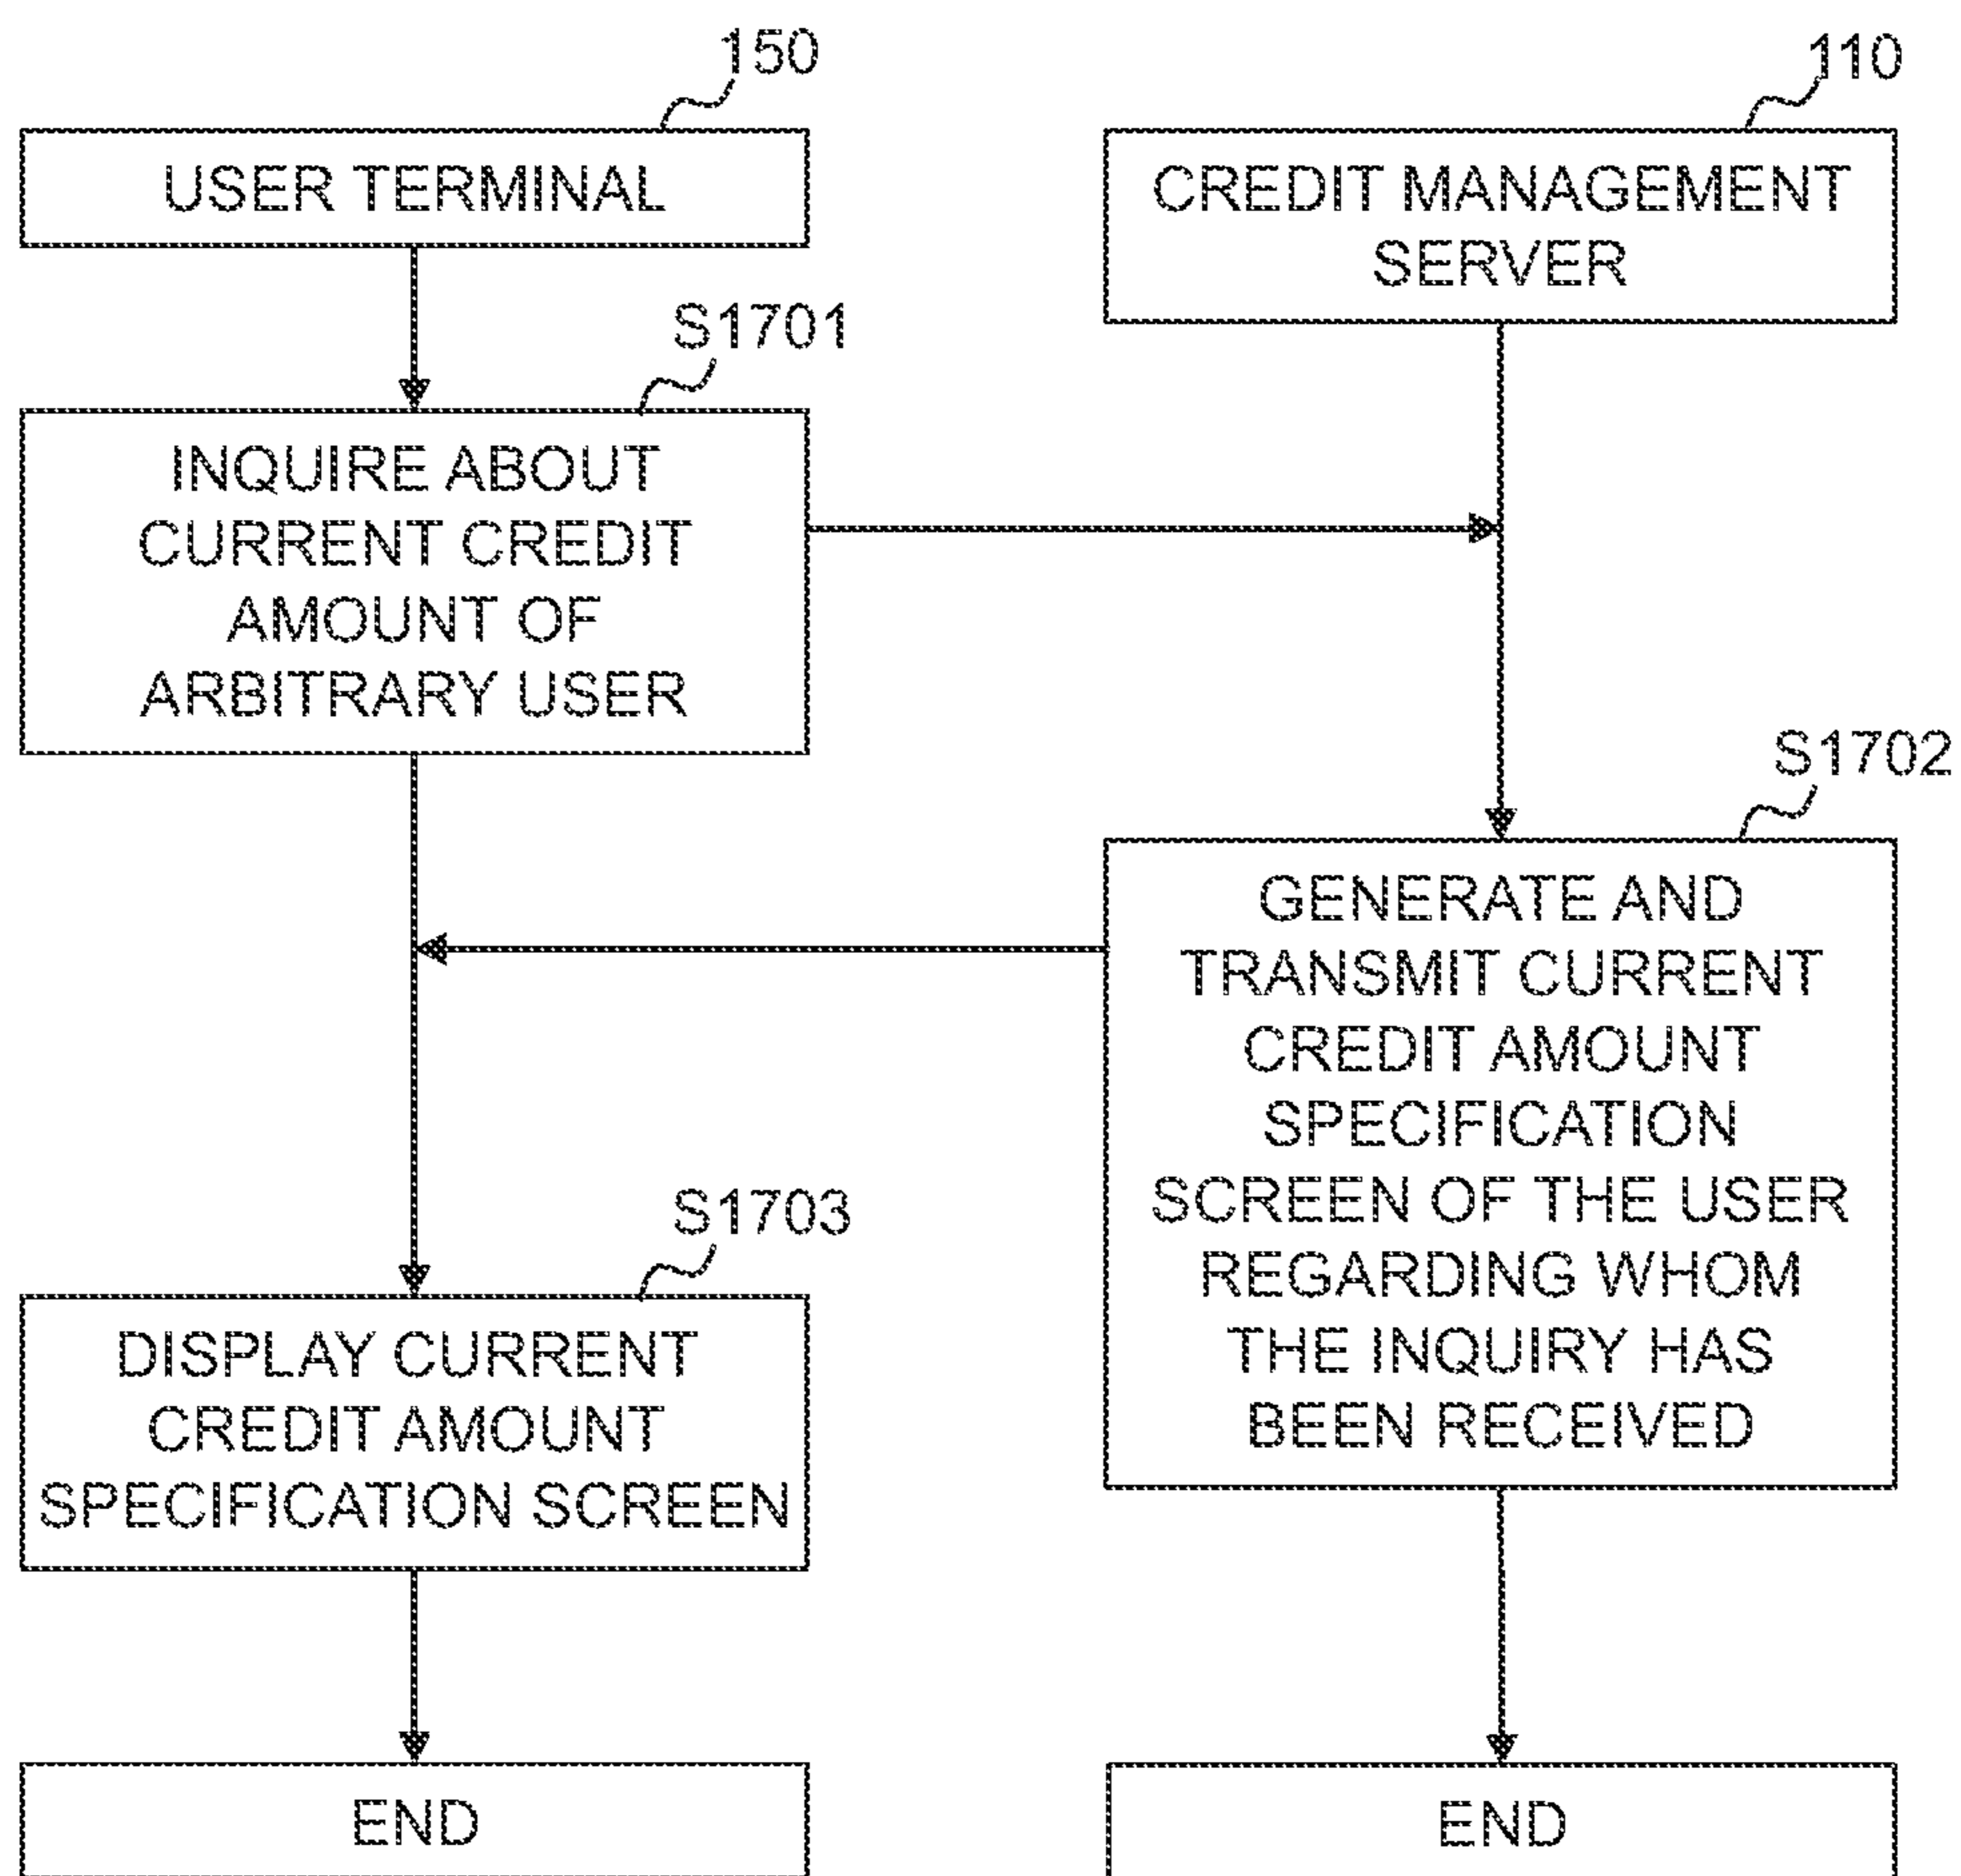 150
USER TERMINAL
110
CREDIT MANAGEMENT
SERVER
S1701
INQUIRE ABOUT
CURRENT CREDIT
AMOUNT OF
ARBITRARY USER
S1702
GENERATE AND
TRANSMIT CURRENT
CREDIT AMOUNT
SPECIFICATION
SCREEN OF THE USER
REGARDING WHOM
THE INQUIRY HAS
BEEN RECEIVED
S1703
DISPLAY CURRENT
CREDIT AMOUNT
SPECIFICATION SCREEN
END
END